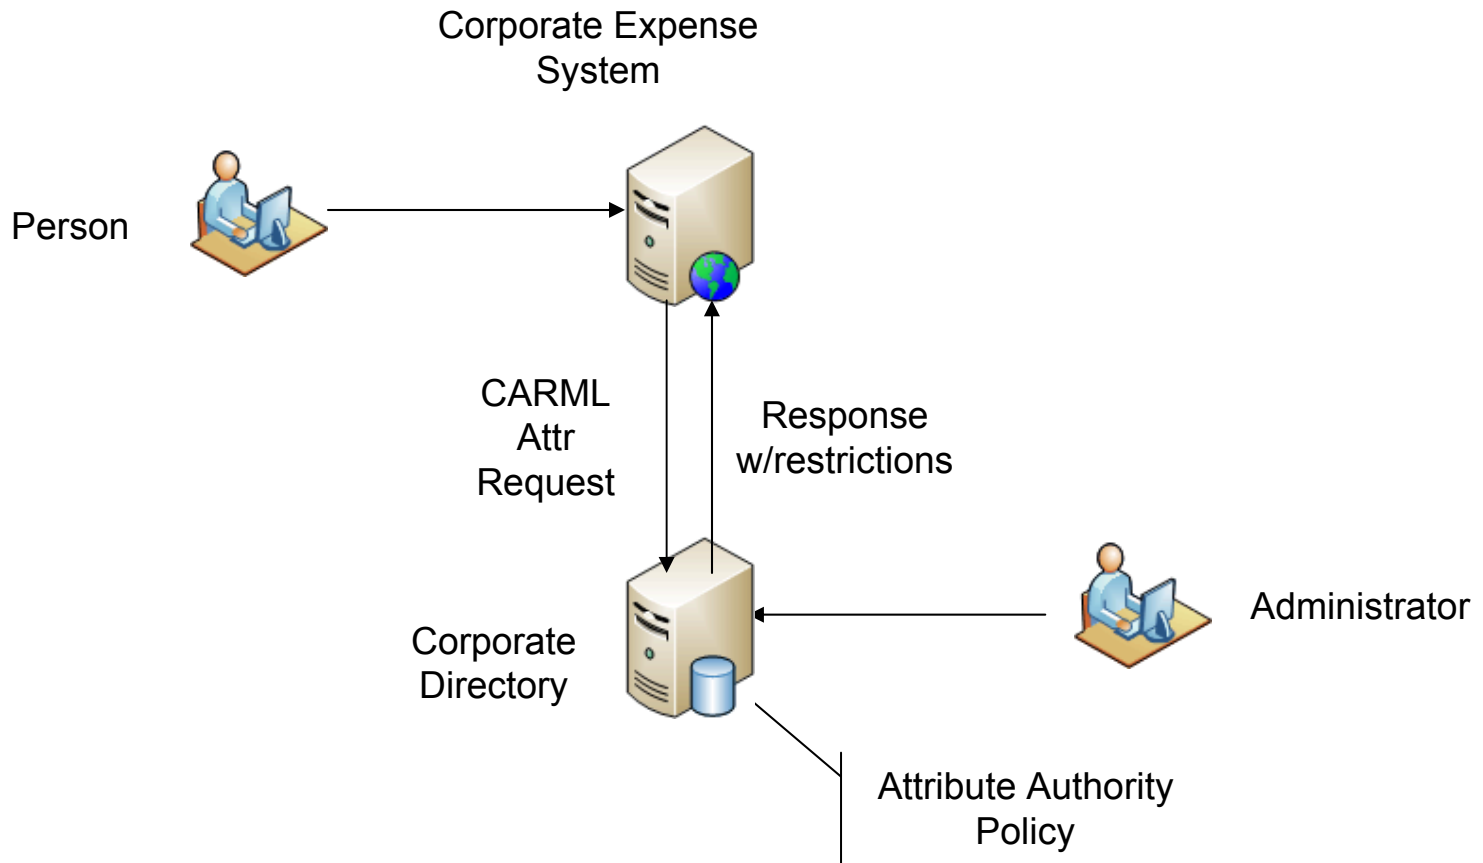 Corporate Expense
System
Person
CARML
Attr
Request
Response
w/restrictions
Corporate
Directory
Administrator
Attribute Authority
Policy